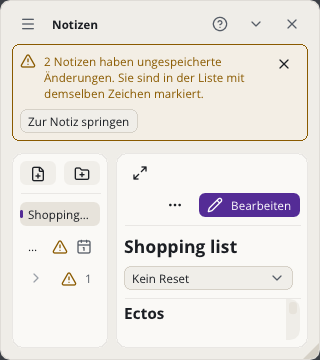 Notizen
2 Notizen haben ungespeicherte
Änderungen. Sie sind in der Liste mit
demselben Zeichen markiert.
Zur Notiz springen
Shopping...
...
1
Bearbeiten
Shopping list
Kein Reset
Ectos